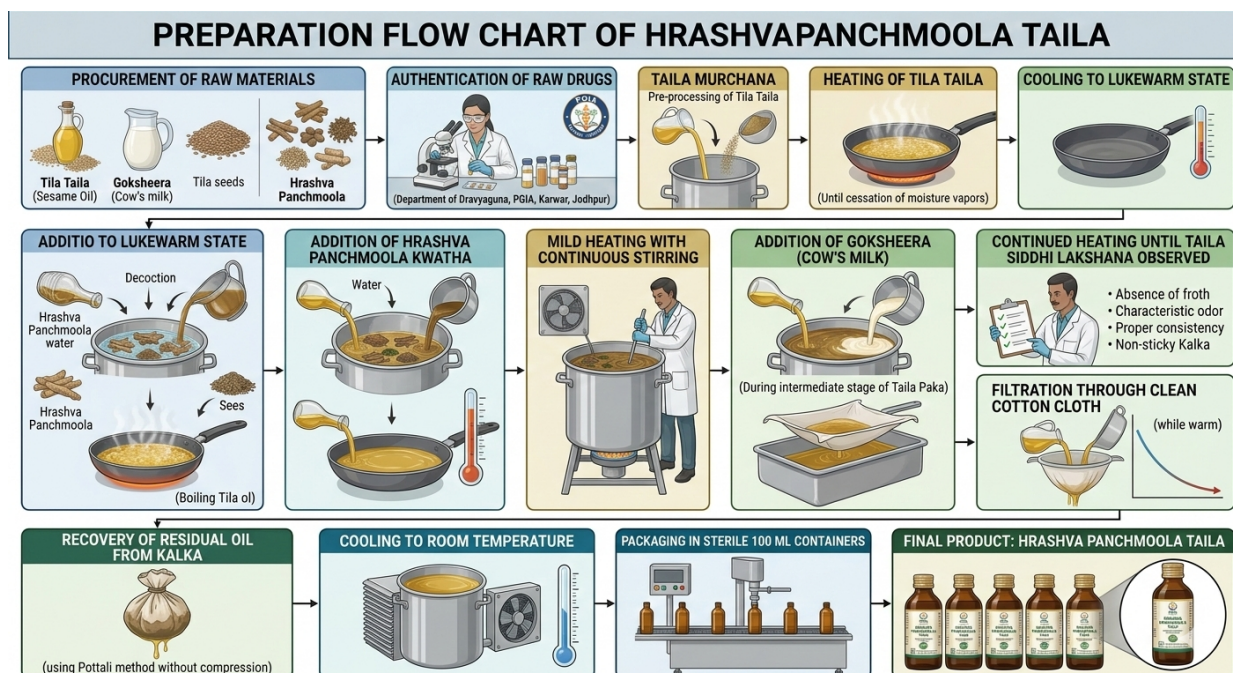 PREPARATION FLOW CHART OF HRASHVAPANCHMOOLA TAILA
PROCUREMENT OF RAW MATERIALS
Tila Taila
(Sesame Oil)
Goksheera
(Cow's milk)
Tila seeds
Hrashva
Panchmoola
AUTHENTICATION OF RAW DRUGS
(Department of Dravyaguna, PGIA, Karwar, Jodhpur)
TAILA MURCHANA
Pre-processing of Tila Taila
HEATING OF TILA TAILA
(Until cessation of moisture vapors)
COOLING TO LUKEWARM STATE
ADDITIO TO LUKEWARM STATE
Decoction
Hrashva
Panchmoola
water
Hrashva
Panchmoola
Sees
(Boiling Tila ol)
ADDITION OF HRASHVA
PANCHMOOLA KWATHA
Water
MILD HEATING WITH
CONTINUOUS STIRRING
ADDITION OF GOKSHEERA
(COW'S MILK)
(During intermediate stage of Taila Paka)
CONTINUED HEATING UNTIL TAILA
SIDDHI LAKSHANA OBSERVED
• Absence of froth
• Characteristic odor
• Proper consistency
• Non-sticky Kalka
FILTRATION THROUGH CLEAN
COTTON CLOTH
(while warm)
RECOVERY OF RESIDUAL OIL
FROM KALKA
(using Pottali method without compression)
COOLING TO ROOM TEMPERATURE
PACKAGING IN STERILE 100 ML CONTAINERS
FINAL PRODUCT: HRASHVA PANCHMOOLA TAILA